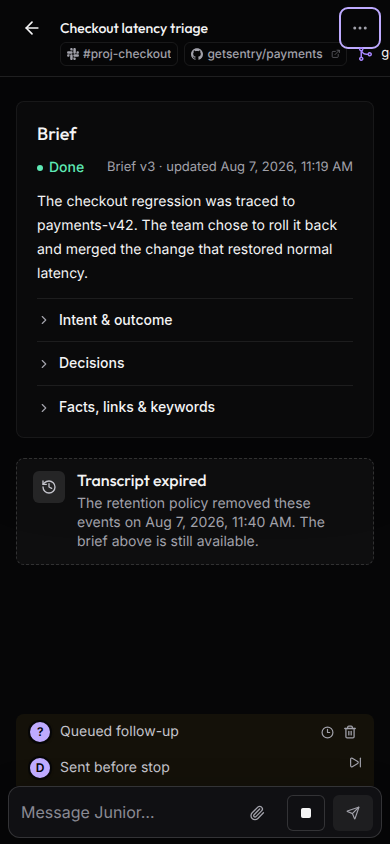 Checkout latency triage
#proj-checkout
getsentry/payments
g
Brief
Done
Brief v3 · updated Aug 7, 2026, 11:19 AM
The checkout regression was traced to
payments-v42. The team chose to roll it back
and merged the change that restored normal
latency.
Intent & outcome
Decisions
Facts, links & keywords
Transcript expired
The retention policy removed these
events on Aug 7, 2026, 11:40 AM. The
brief above is still available.
? Queued follow-up
D Sent before stop
Message Junior...